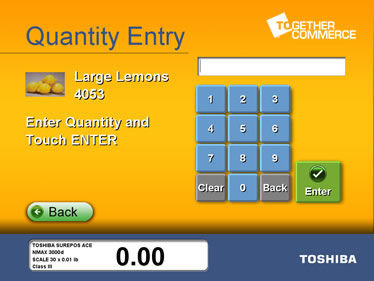 Quantity Entry
TOGETHER
COMMERCE
Large Lemons
4053
Enter Quantity and
Touch ENTER
1 2 3
4 5 6
7 8 9
Clear 0 Back
Enter
Back
TOSHIBA SUREPOS ACE
NMAX 3000d
SCALE 30 x 0.01 lb
Class III
0.00
TOSHIBA